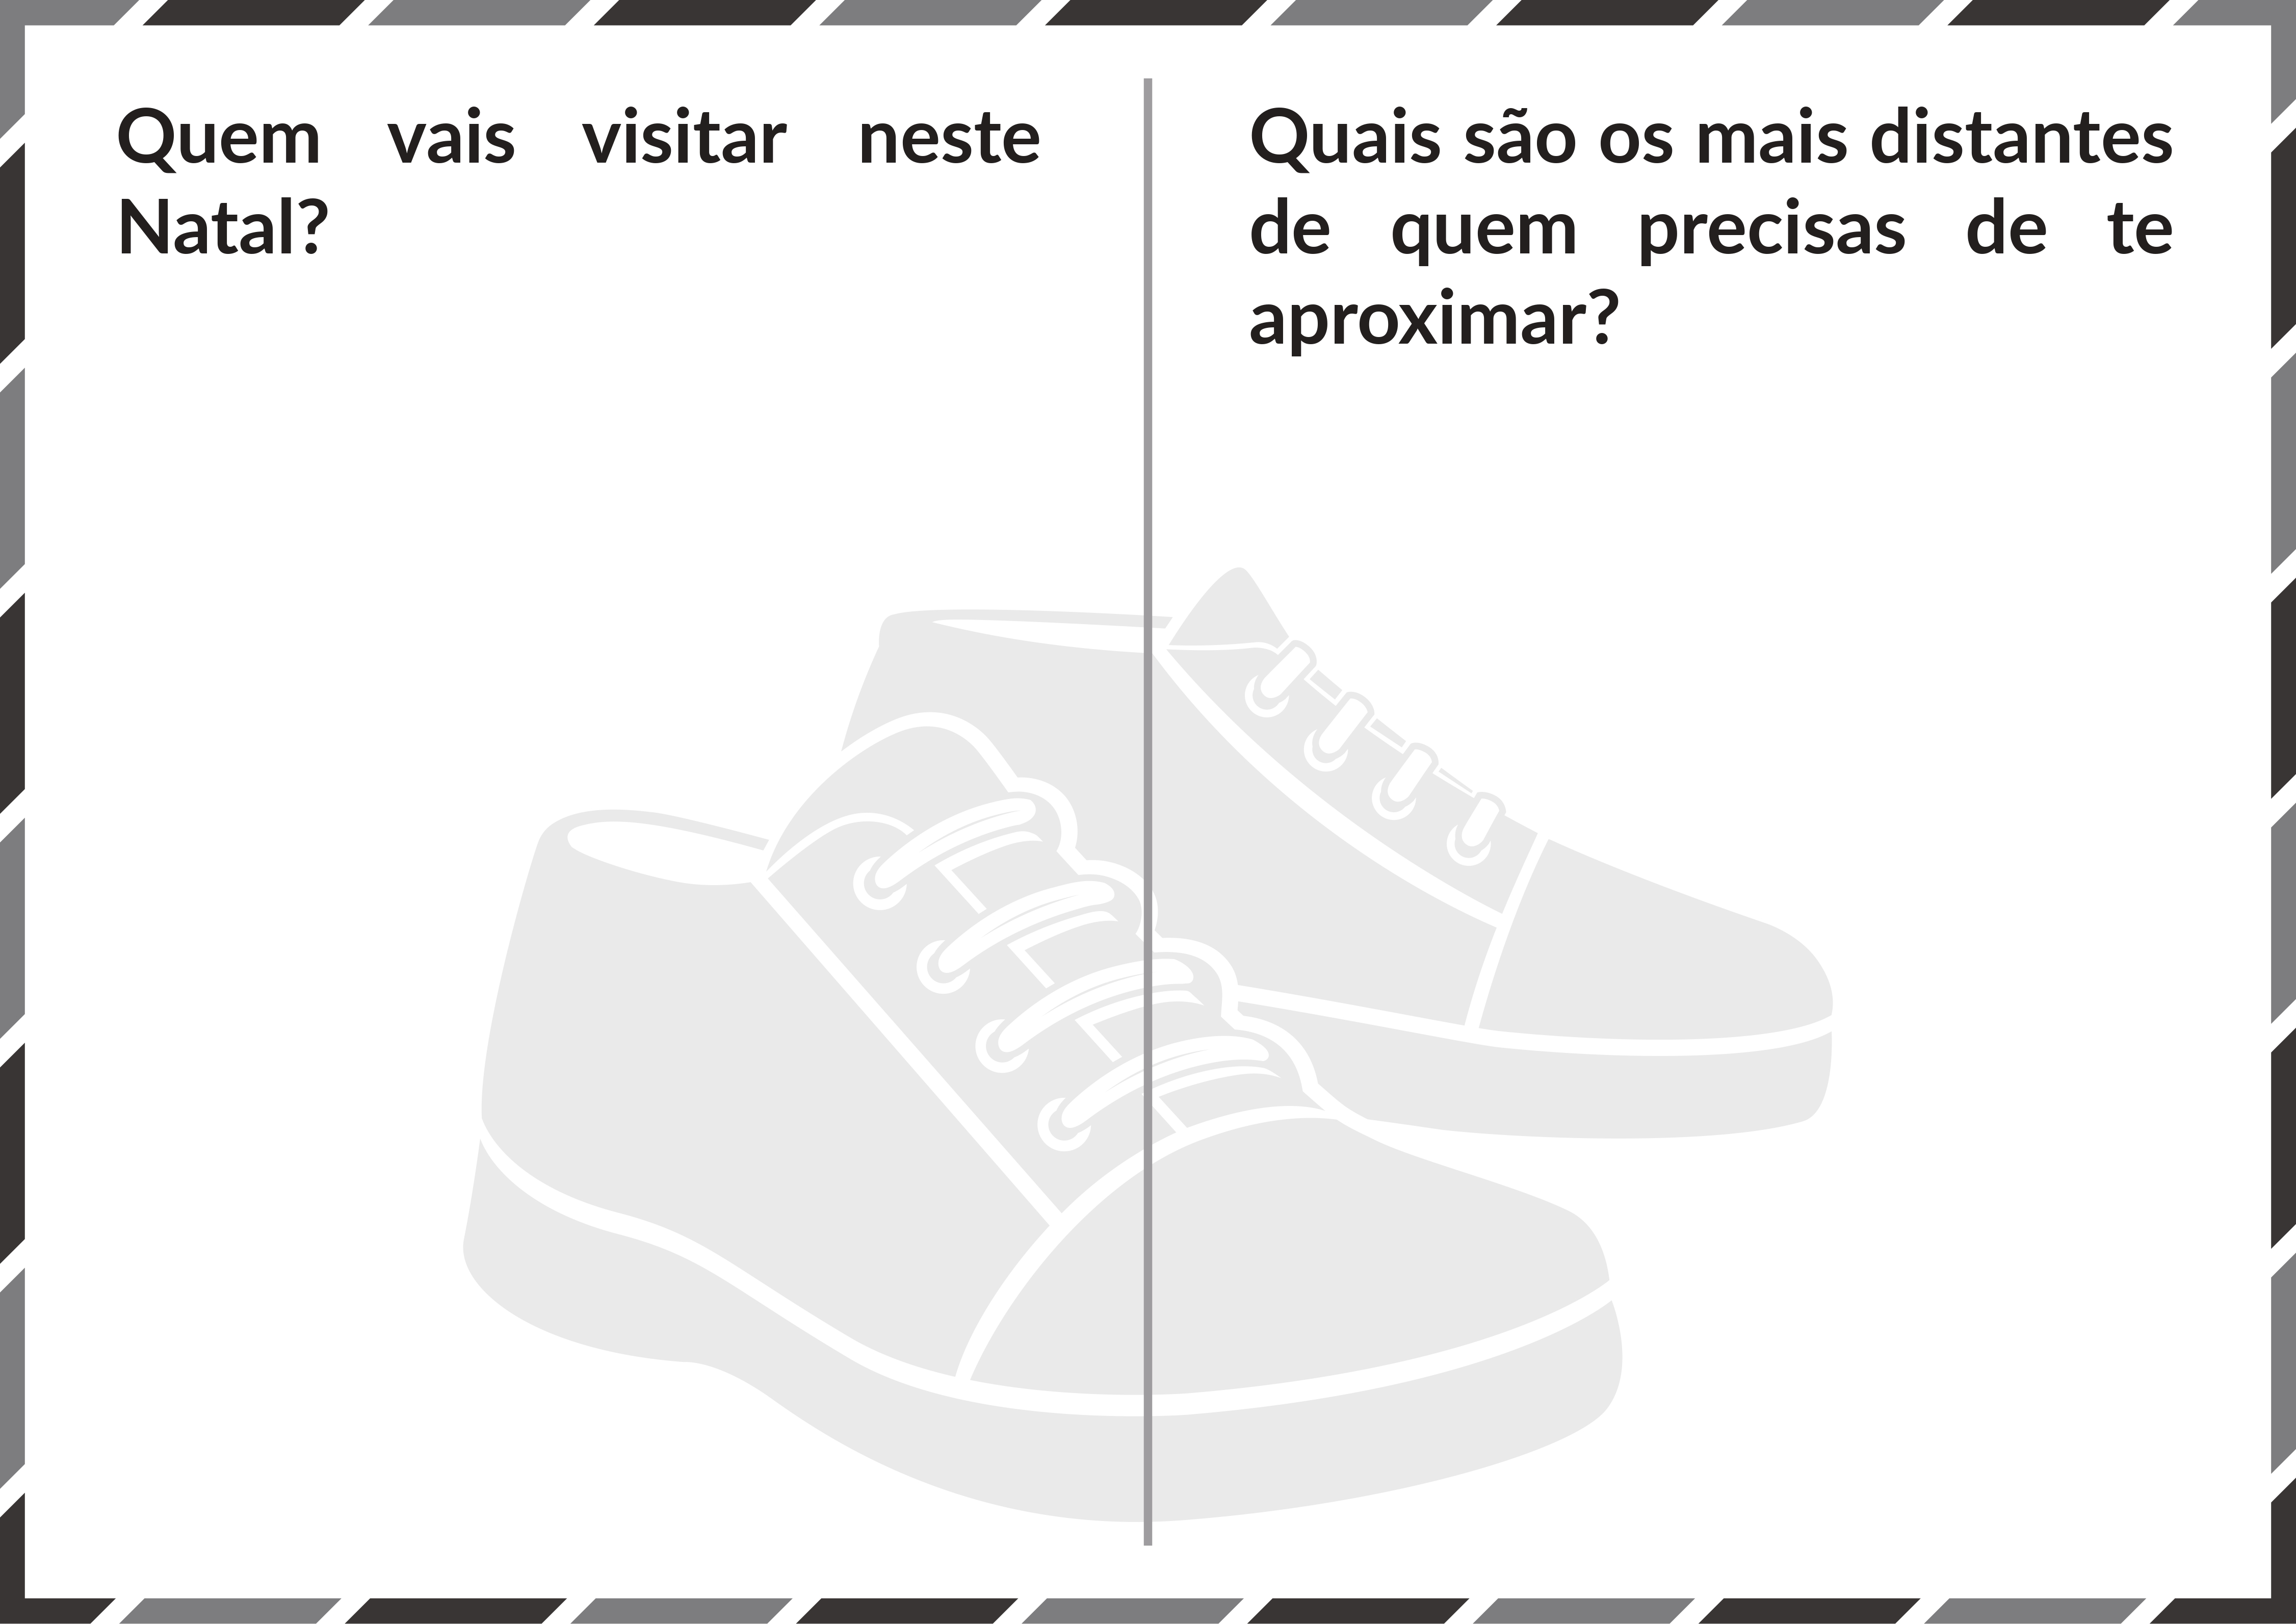 Quem vais visitar neste
Natal?
Quais são os mais distantes
de quem precisas de te
aproximar?